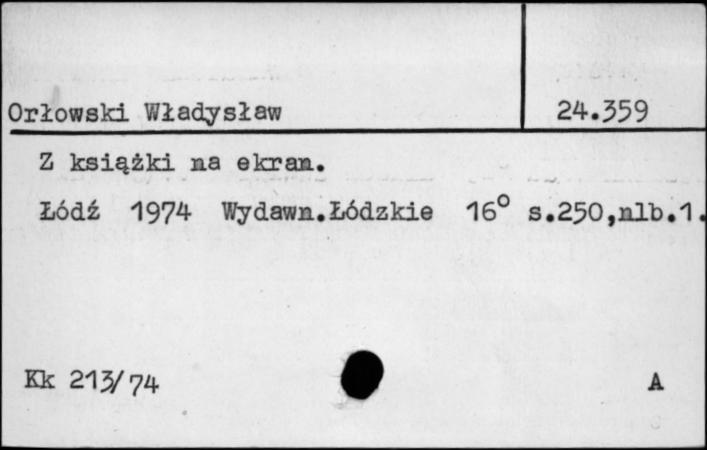 Orłowski Władysław 24.359
Z książki na ekran.
Łódź 1974 Wydawn.Łódzkie 16° s.250,nlb.1.
Kk 213/74 A